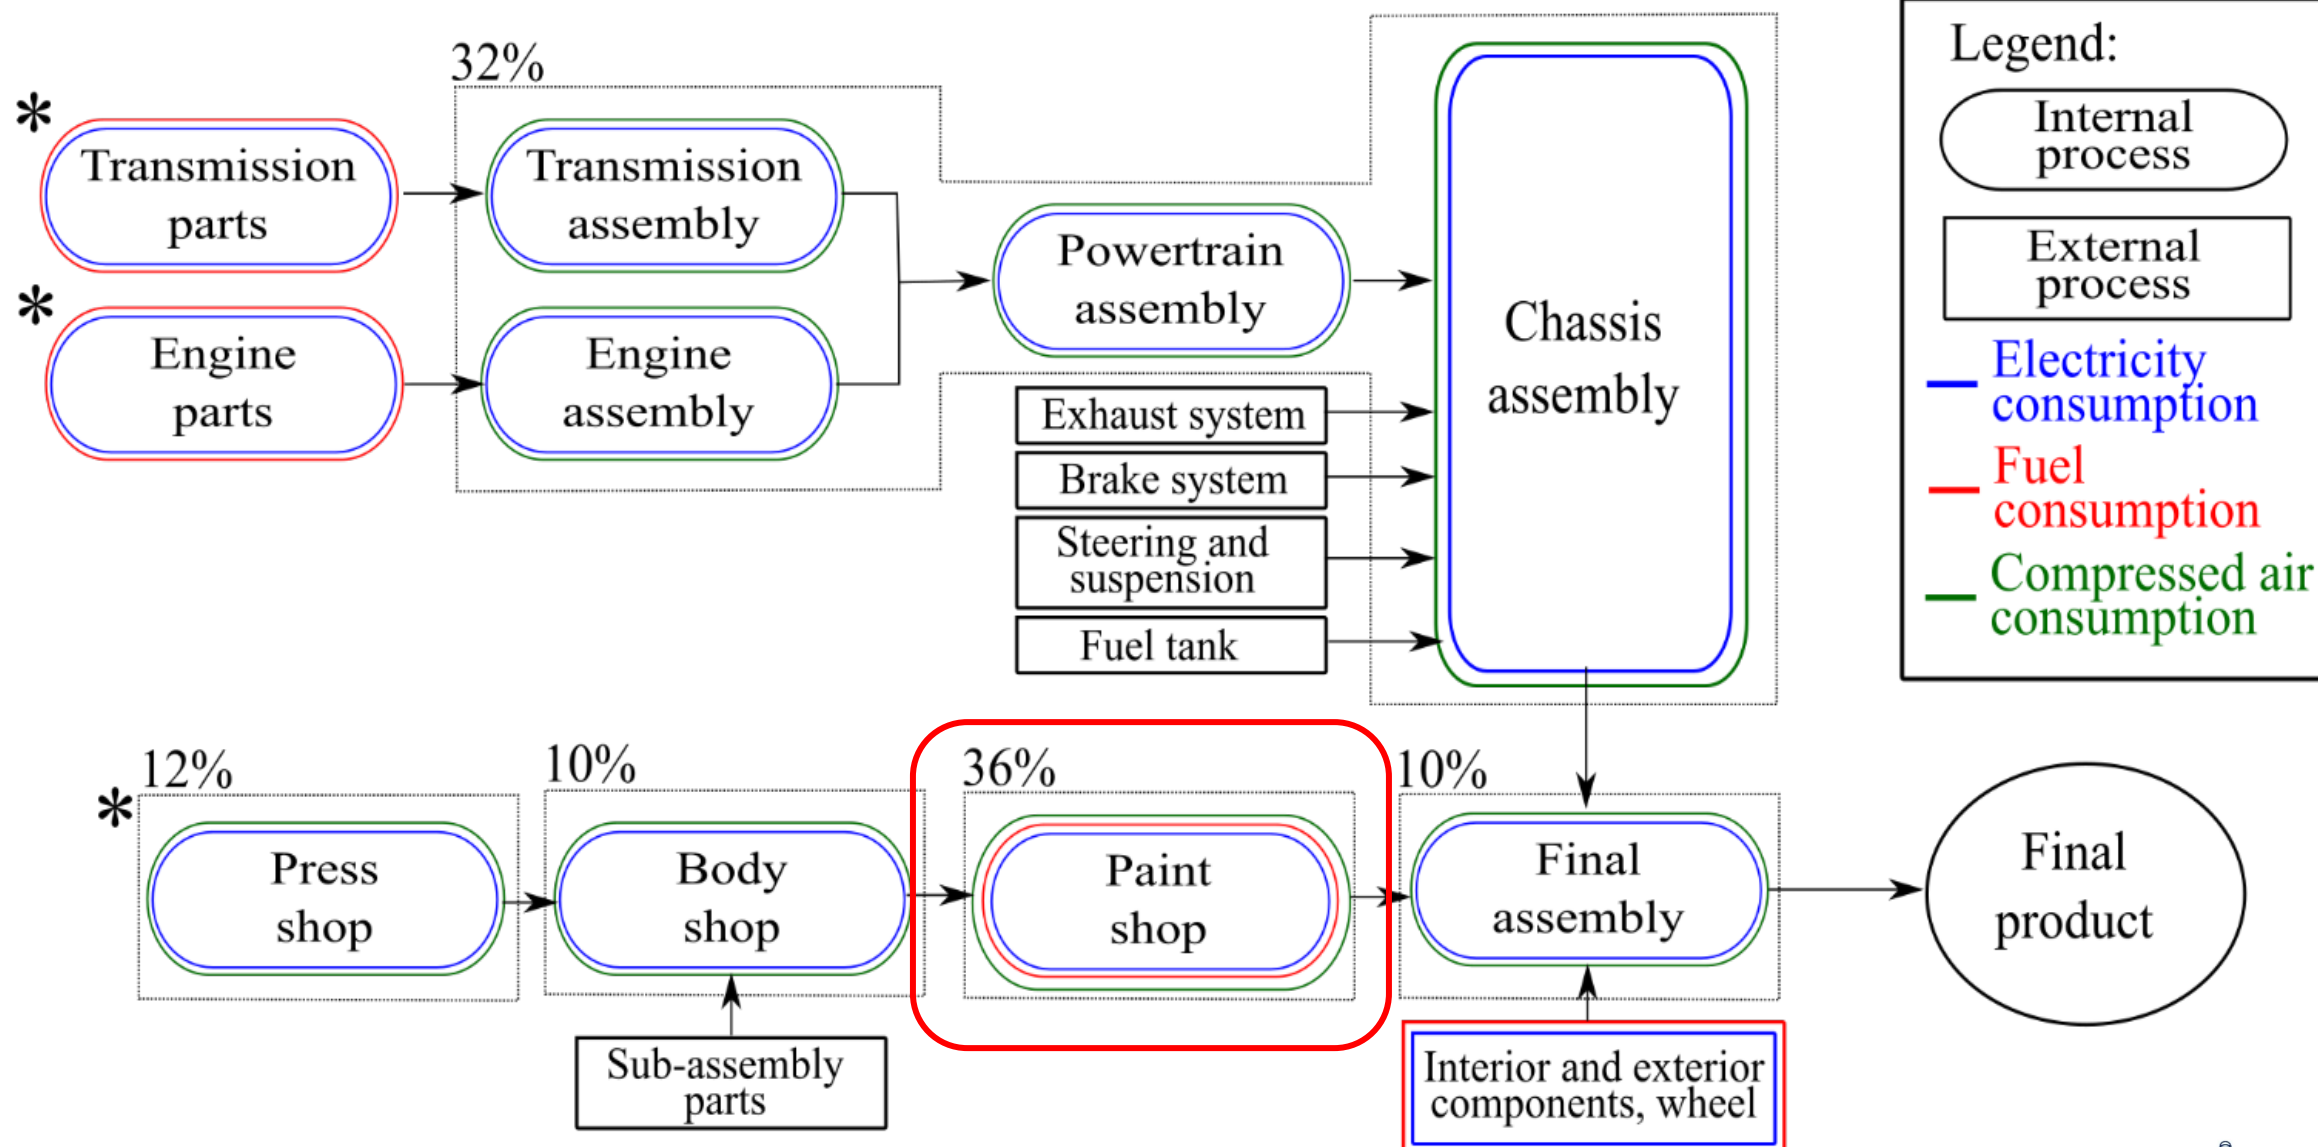 32%
*
Transmission
parts
Transmission
assembly
*
Engine
parts
Engine
assembly
Powertrain
assembly
Exhaust system
Brake system
Steering and
suspension
Fuel tank
Chassis
assembly
Legend:
Internal
process
External
process
Electricity
consumption
Fuel
consumption
Compressed air
consumption
*
12%
Press
shop
10%
Body
shop
Sub-assembly
parts
36%
Paint
shop
10%
Final
assembly
Interior and exterior
components, wheel
Final
product